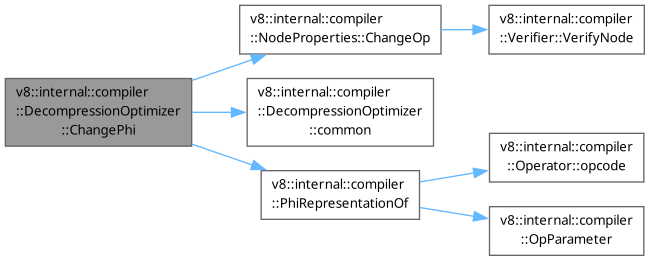 v8::internal::compiler
::DecompressionOptimizer
::ChangePhi
v8::internal::compiler
::NodeProperties::ChangeOp
v8::internal::compiler
::Verifier::VerifyNode
v8::internal::compiler
::DecompressionOptimizer
::common
v8::internal::compiler
::PhiRepresentationOf
v8::internal::compiler
::Operator::opcode
v8::internal::compiler
::OpParameter